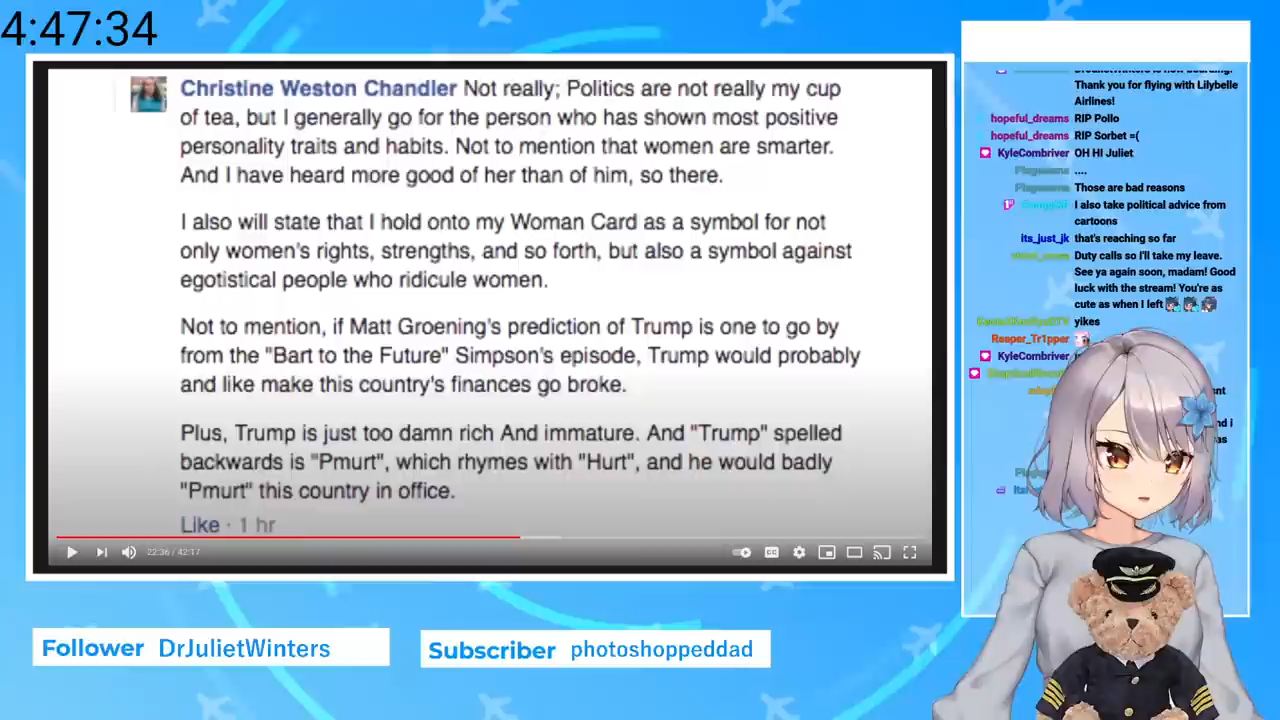 4:47:34
Christine Weston Chandler Not really; Politics are not really my cup
of tea, but I generally go for the person who has shown most positive
personality traits and habits. Not to mention that women are smarter.
And I have heard more good of her than of him, so there.
I also will state that I hold onto my Woman Card as a symbol for not
only women's rights, strengths, and so forth, but also a symbol against
egotistical people who ridicule women.
Not to mention, if Matt Groening's prediction of Trump is one to go by
from the "Bart to the Future" Simpson's episode, Trump would probably
and like make this country's finances go broke.
Plus, Trump is just too damn rich And immature. And "Trump" spelled
backwards is "Pmurt", which rhymes with "Hurt", and he would badly
"Pmurt" this country in office.
Like · 1 hr
22:36 / 42:17
Follower DrJulietWinters
Subscriber photoshoppeddad
DrJulietWinters is now boarding!
Thank you for flying with Lilybelle
Airlines!
hopeful_dreams RIP Pollo
hopeful_dreams RIP Sorbet =(
KyleCombriver OH HI Juliet
....
Those are bad reasons
I also take political advice from
cartoons
its_just_jk that's reaching so far
Duty calls so I'll take my leave.
See ya again soon, madam! Good
luck with the stream! You're as
cute as when I left
yikes
Reaper_Tr1pper
KyleCombriver